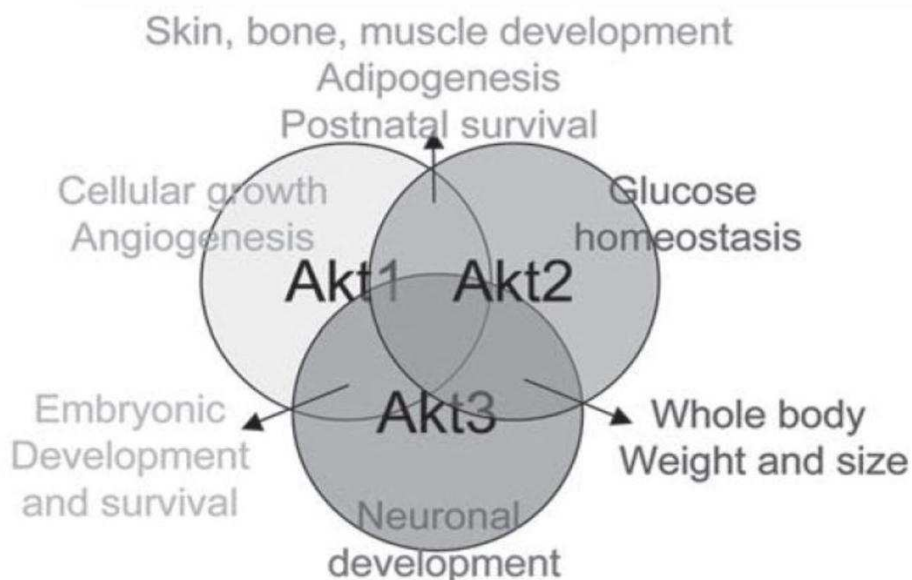 Skin, bone, muscle development
Adipogenesis
Postnatal survival
Cellular growth
Angiogenesis
Glucose
homeostasis
Akt1
Akt2
Akt3
Embryonic
Development
and survival
Whole body
Weight and size
Neuronal
development